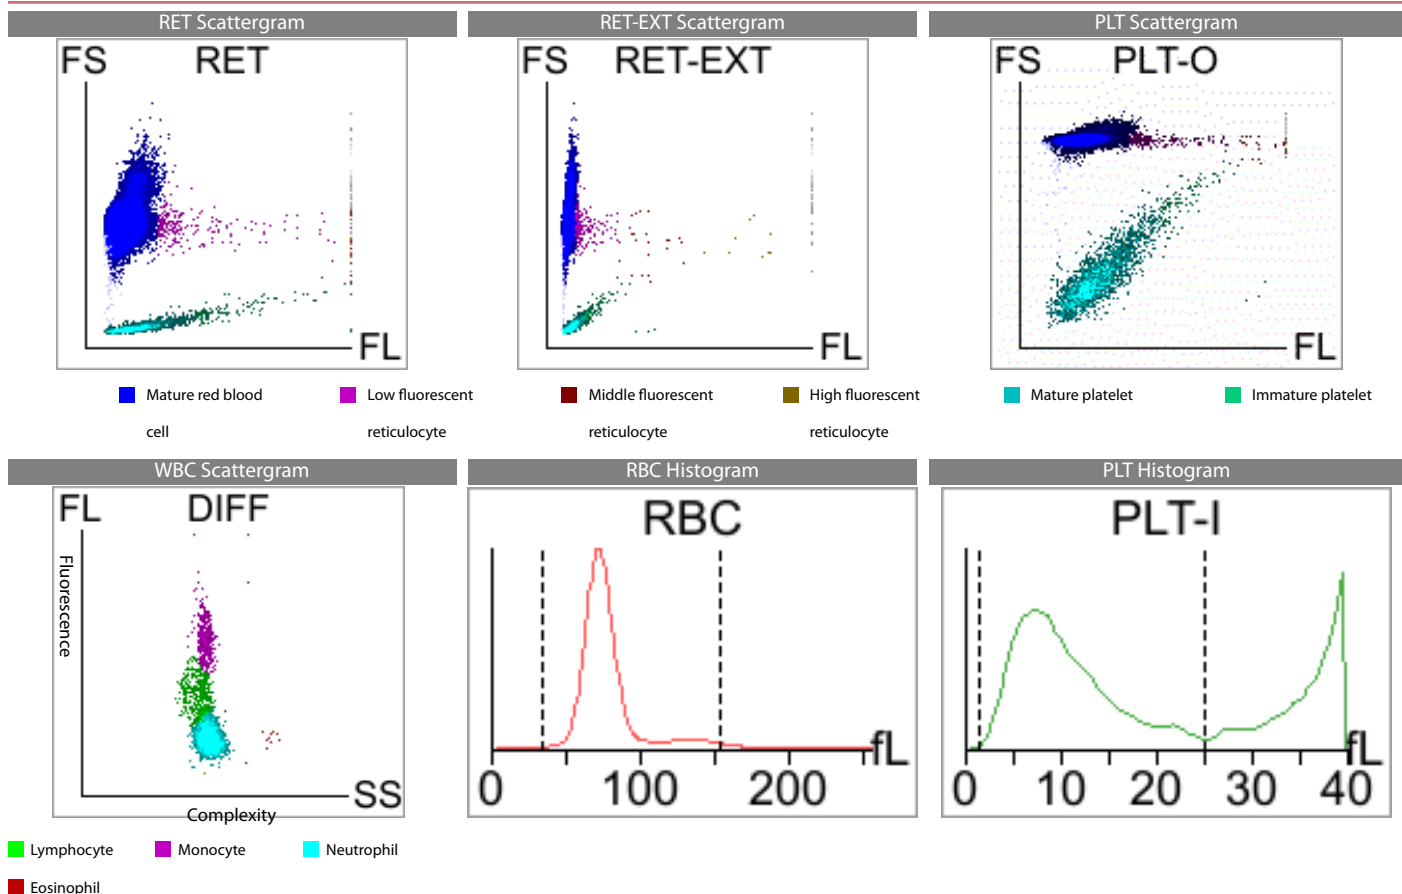 RET Scattergram
RET-EXT Scattergram
PLT Scattergram
FS RET
FL
FS RET-EXT
FL
FS PLT-O
FL
Mature red blood cell
Low fluorescent reticulocyte
Middle fluorescent reticulocyte
High fluorescent reticulocyte
Mature platelet
Immature platelet
WBC Scattergram
RBC Histogram
PLT Histogram
FL DIFF
Fluorescence
SS
Complexity
RBC
fL
0 100 200
PLT-I
fL
0 10 20 30 40
Lymphocyte
Monocyte
Neutrophil
Eosinophil